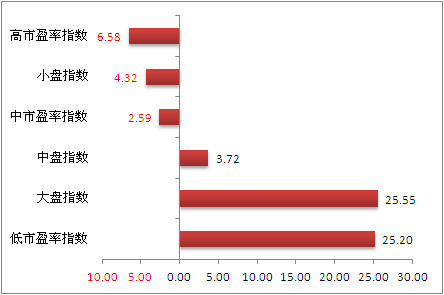 高市盈率指数 6.58
小盘指数 4.32
中市盈率指数 2.59
中盘指数 3.72
大盘指数 25.55
低市盈率指数 25.20
10.00 5.00 0.00 5.00 10.00 15.00 20.00 25.00 30.00